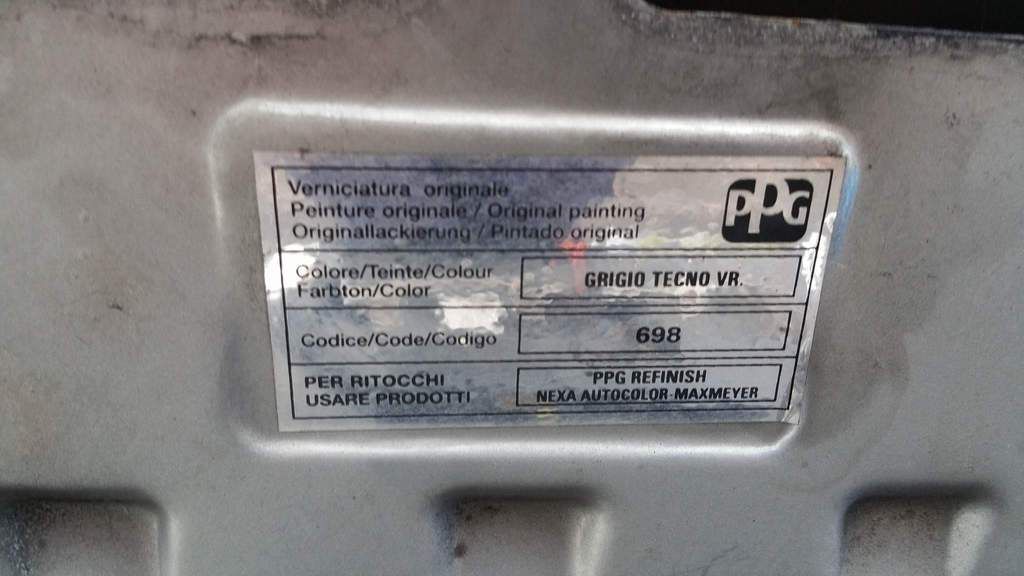 Verniciatura originale
Peinture originale / Original painting
Originallackierung / Pintado original
PPG
Colore/Teinte/Colour
Farbton/Color
GRIGIO TECNO VR.
Codice/Code/Codigo
698
PER RITOCCHI
USARE PRODOTTI
PPG REFINISH
NEXA AUTOCOLOR-MAXMEYER